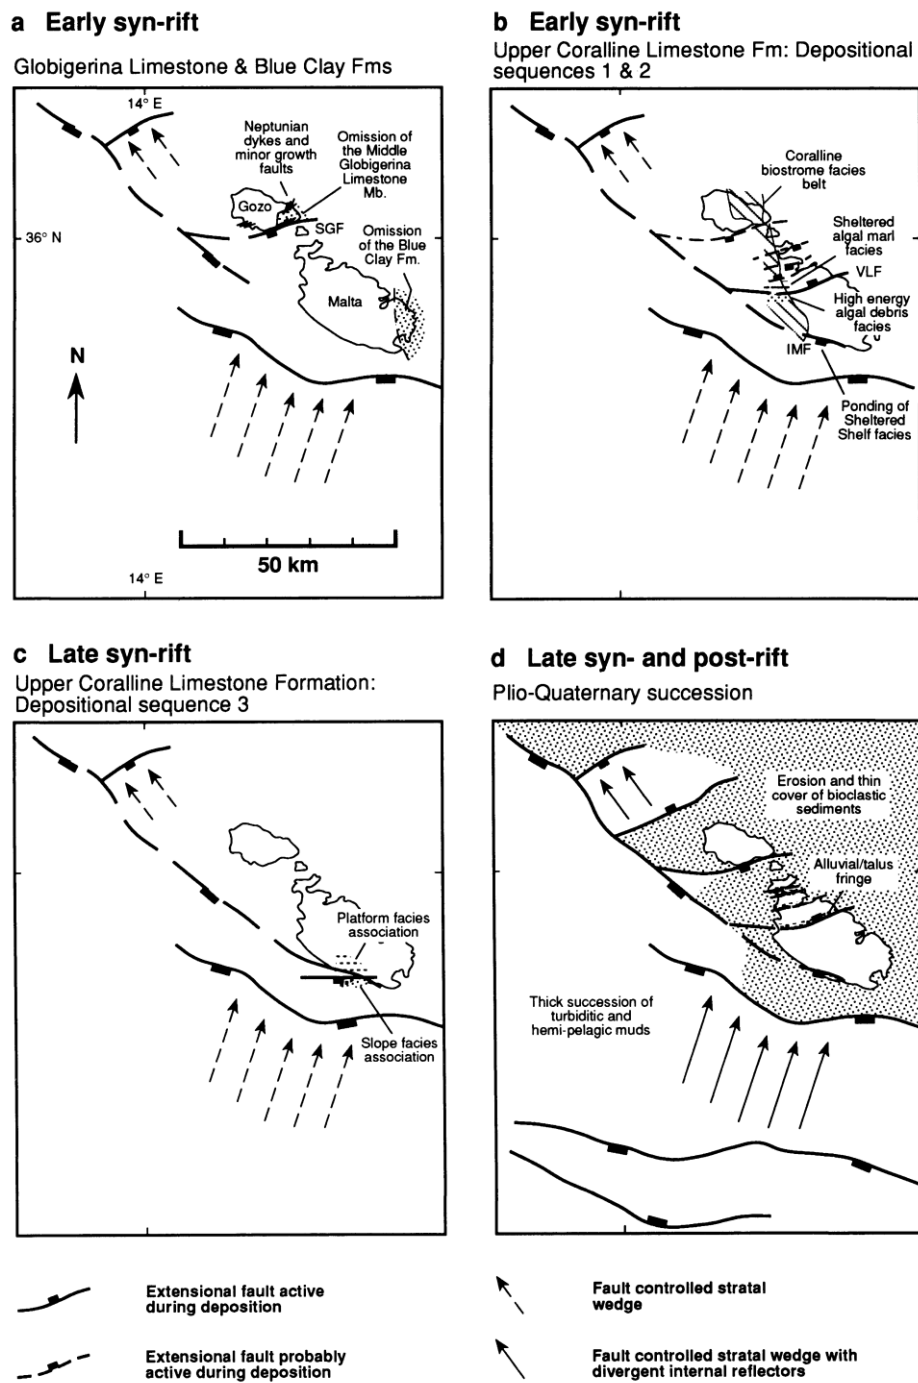 a Early syn-rift
Globigerina Limestone & Blue Clay Fms
14° E
Neptunian
dykes and
minor growth
faults
Omission of
the Middle
Globigerina
Limestone
Mb.
Gozo
SGF
36° N
Omission
of the Blue
Clay Fm.
Malta
N
50 km
14° E
b Early syn-rift
Upper Coralline Limestone Fm: Depositional
sequences 1 & 2
Coralline
biostrome facies
belt
Sheltered
algal marl
facies
VLF
High energy
algal debris
facies
IMF
Ponding of
Sheltered
Shelf facies
c Late syn-rift
Upper Coralline Limestone Formation:
Depositional sequence 3
Platform facies
association
Slope facies
association
d Late syn- and post-rift
Plio-Quaternary succession
Erosion and thin
cover of bioclastic
sediments
Alluvial/talus
fringe
Thick succession of
turbiditic and
hemi-pelagic muds
Extensional fault active
during deposition
Extensional fault probably
active during deposition
Fault controlled stratal
wedge
Fault controlled stratal wedge with
divergent internal reflectors